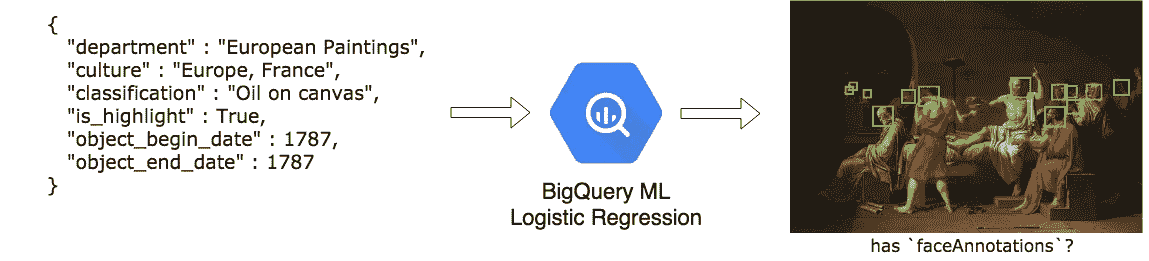 {
"department" : "European Paintings",
"culture" : "Europe, France",
"classification" : "Oil on canvas",
"is_highlight" : True,
"object_begin_date" : 1787,
"object_end_date" : 1787
}
BigQuery ML
Logistic Regression
has `faceAnnotations`?